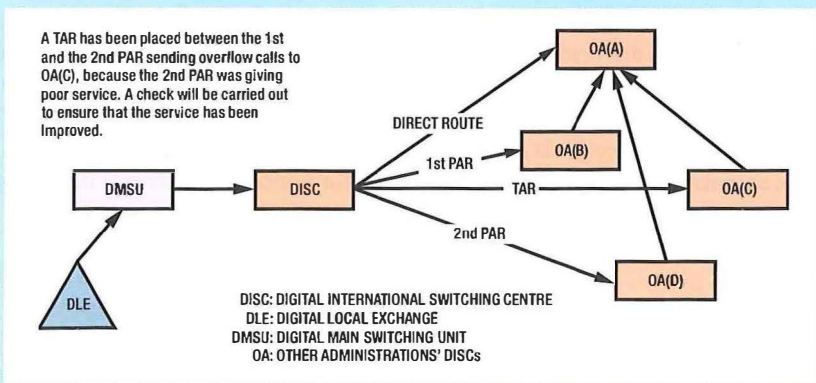 A TAR has been placed between the 1st
and the 2nd PAR sending overflow calls to
OA(C), because the 2nd PAR was giving
poor service. A check will be carried out
to ensure that the service has been
Improved.
OA(A)
DIRECT ROUTE
OA(B)
1st PAR
DMSU
DISC
TAR
OA(C)
2nd PAR
OA(D)
DLE
DISC: DIGITAL INTERNATIONAL SWITCHING CENTRE
DLE: DIGITAL LOCAL EXCHANGE
DMSU: DIGITAL MAIN SWITCHING UNIT
OA: OTHER ADMINISTRATIONS' DISCs